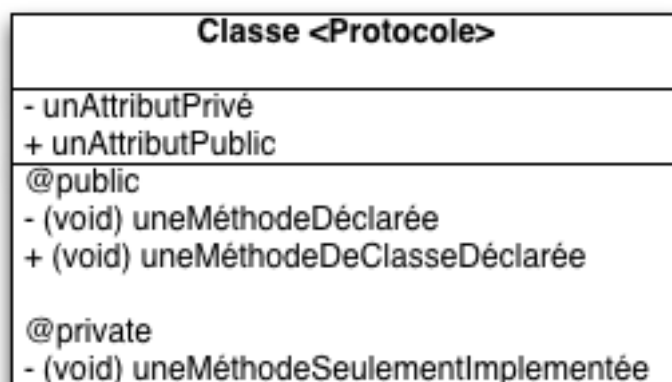 Classe <Protocole>
- unAttributPrivé
+ unAttributPublic
@public
- (void) uneMéthodeDéclarée
+ (void) uneMéthodeDeClasseDéclarée
@private
- (void) uneMéthodeSeulementImplementée